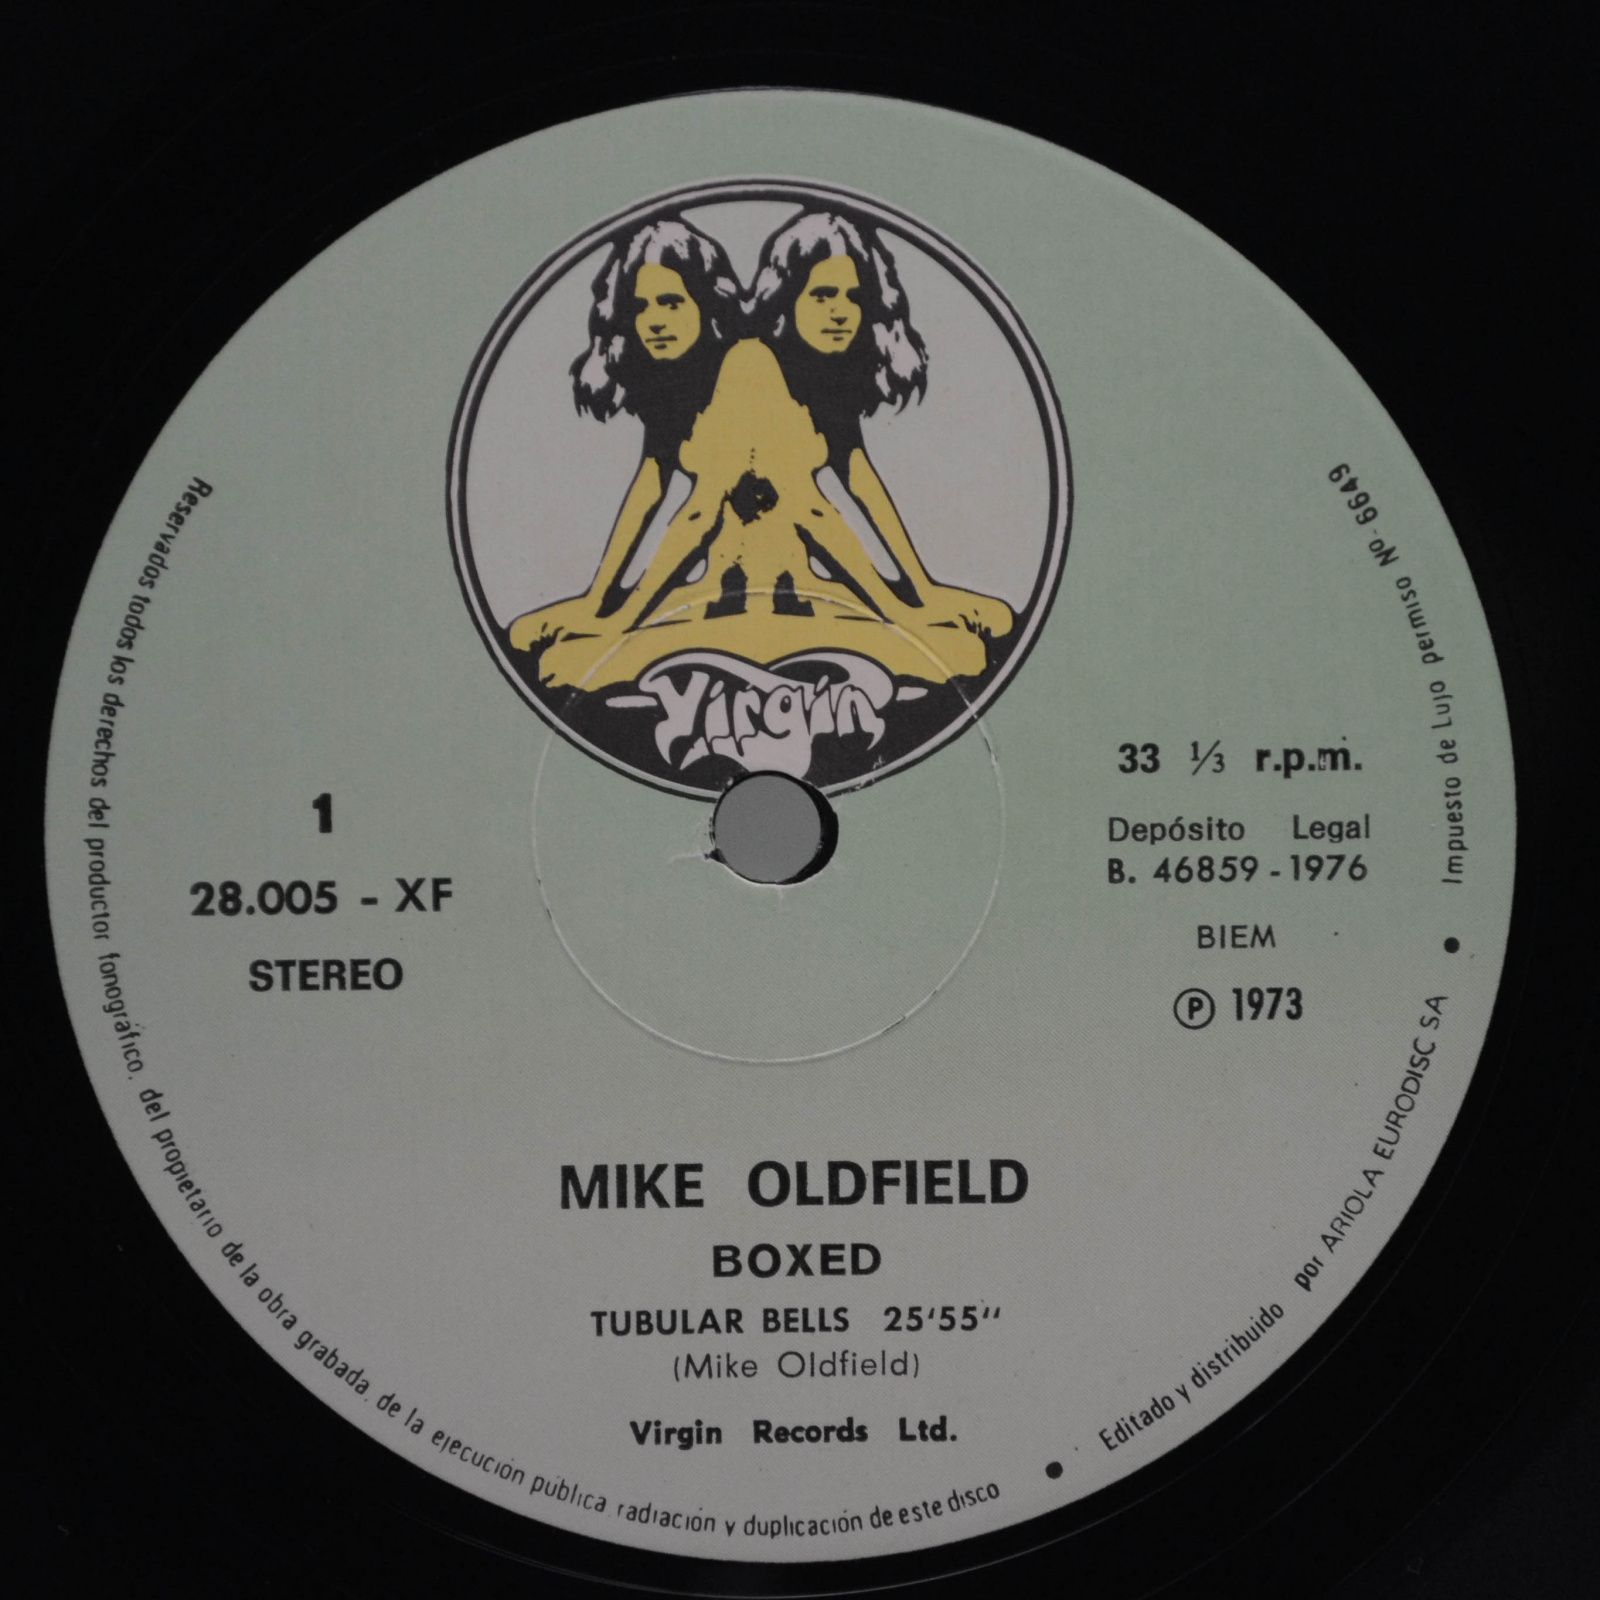 Virgin
1
28.005 - XF
STEREO
33 ⅓ r.p.m.
Depósito Legal
B. 46859 - 1976
BIEM
Ⓟ 1973
MIKE OLDFIELD
BOXED
TUBULAR BELLS 25'55"
(Mike Oldfield)
Virgin Records Ltd.
Reservados todos los derechos del productor fonográfico, del propietario de la obra grabada, de la ejecución pública, radiación y duplicación de este disco • Editado y distribuido por ARIOLA EURODISC SA • Impuesto de Lujo permiso No. 6649